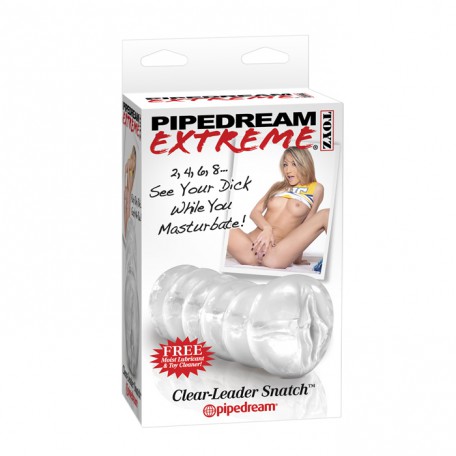 PIPEDREAM
EXTREME® TOYZ
2, 4, 6, 8...
See Your Dick
While You
Masturbate!
FREE
Moist Lubricant
& Toy Cleaner!
Clear-Leader Snatch™
pipedream®